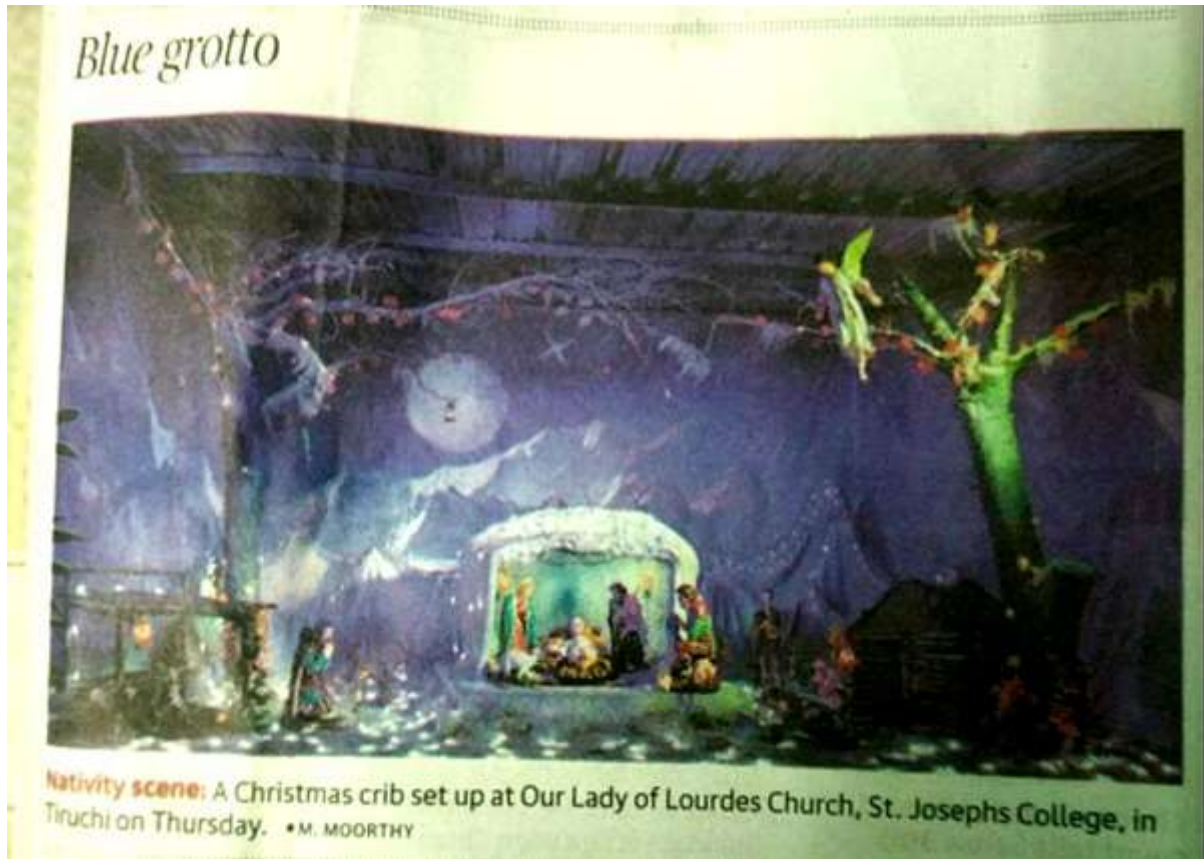 Blue grotto
Nativity scene: A Christmas crib set up at Our Lady of Lourdes Church, St. Josephs College, in
Tiruchi on Thursday. • M. MOORTHY